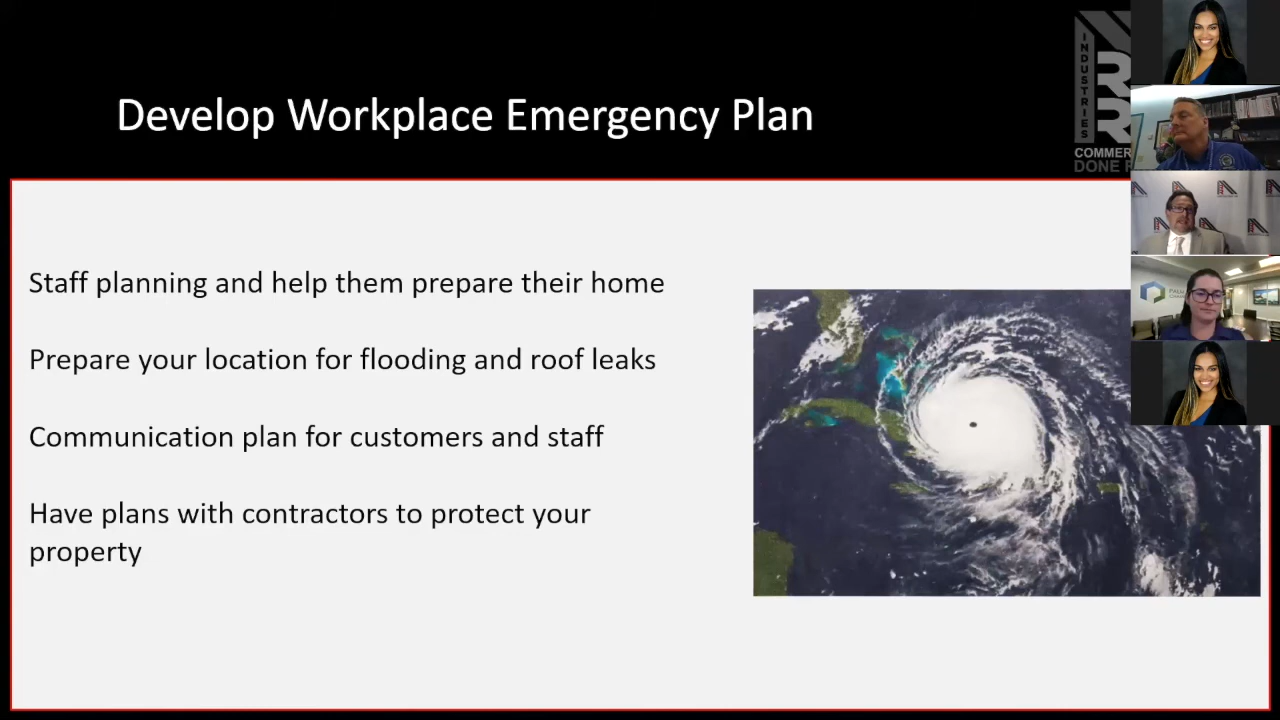 Develop Workplace Emergency Plan
INDUSTRIES
RR
COMMER
DONE
Staff planning and help them prepare their home
Prepare your location for flooding and roof leaks
Communication plan for customers and staff
Have plans with contractors to protect your
property